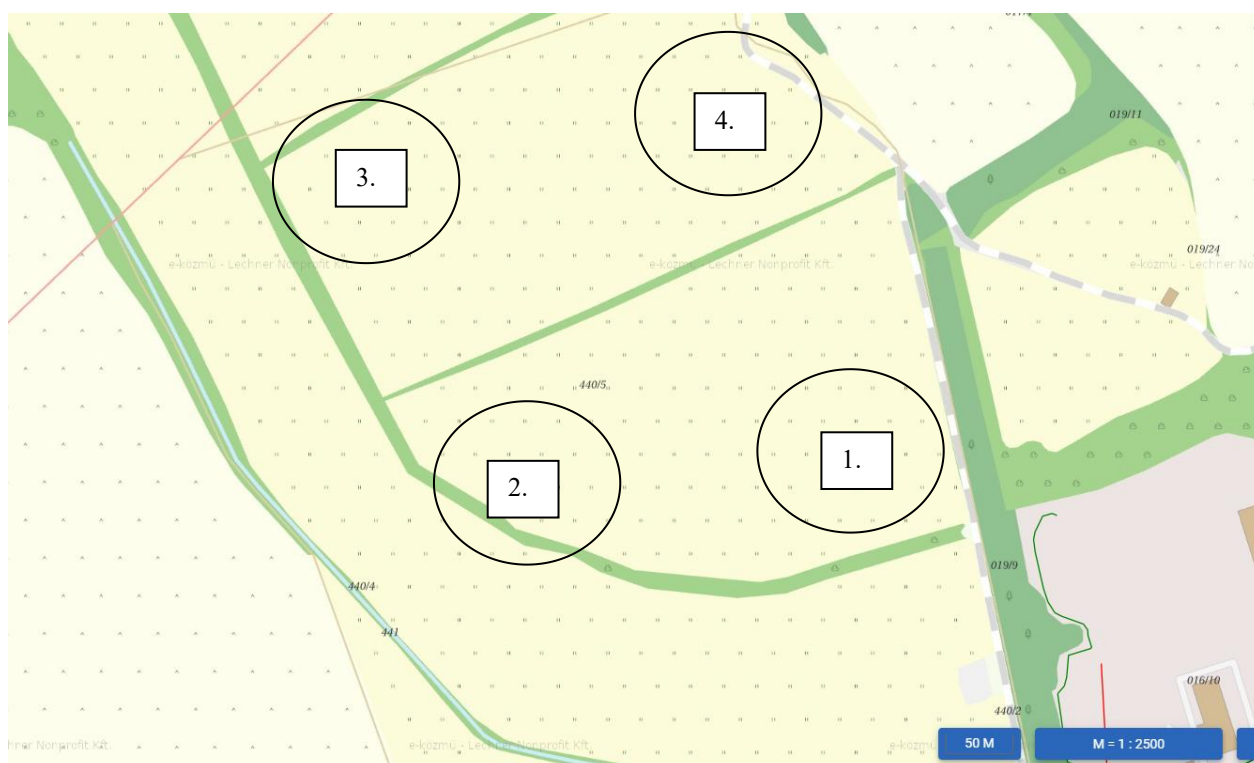 019/11
4.
3.
019/24
e-közmű - Lechner Nonprofit Kft.
e-közmű - Lechner Nonprofit Kft.
e-közmű - Lechner No
440/5
1.
2.
019/9
440/4
441
016/10
440/2
hner Nonprofit Kft.
e-közmű - Lechner Nonprofit Kft.
e-közmű
50 M
M = 1 : 2500